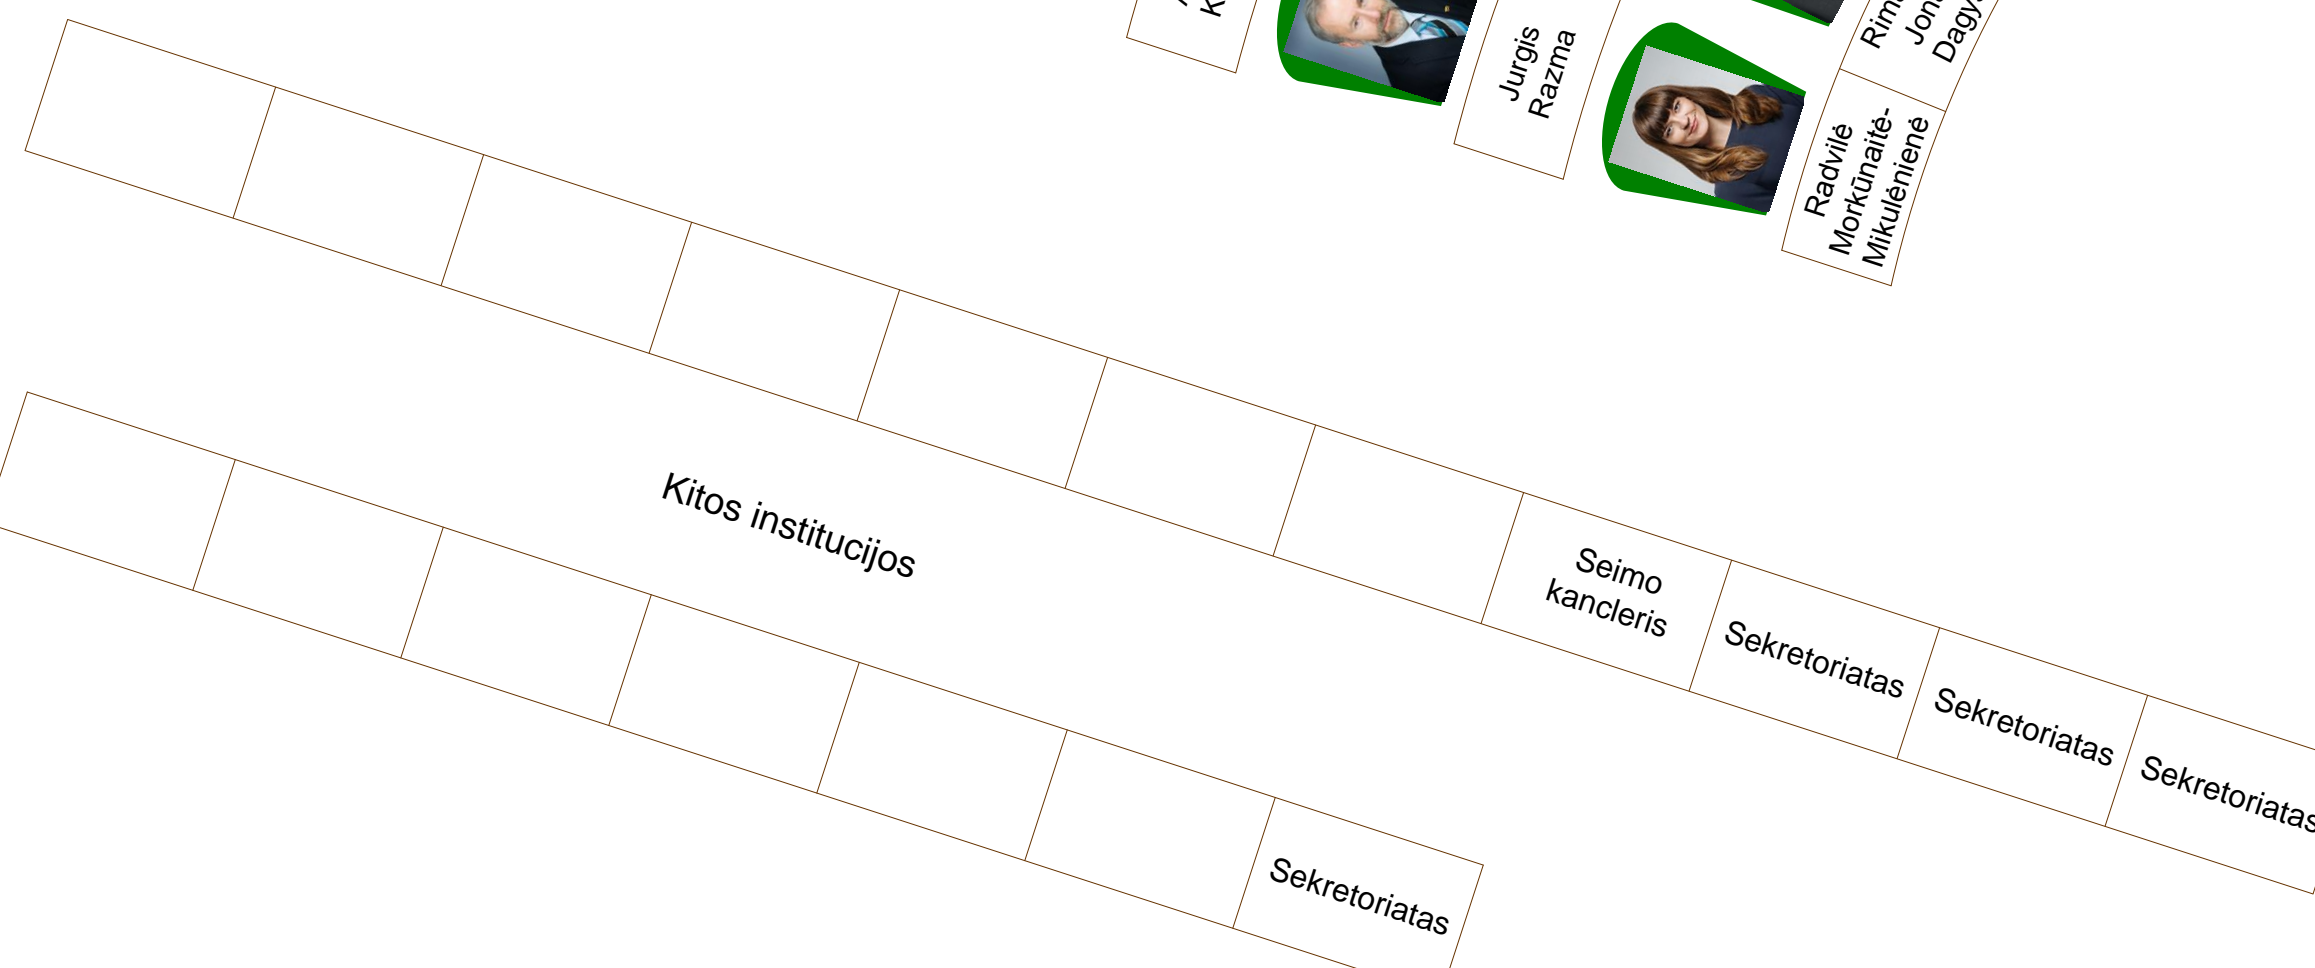 Jurgis
Razma
Radvilė
Morkūnaitė-
Mikulėnienė
Kitos institucijos
Seimo
kancleris
Sekretoriatas
Sekretoriatas
Sekretoriatas
Sekretoriatas